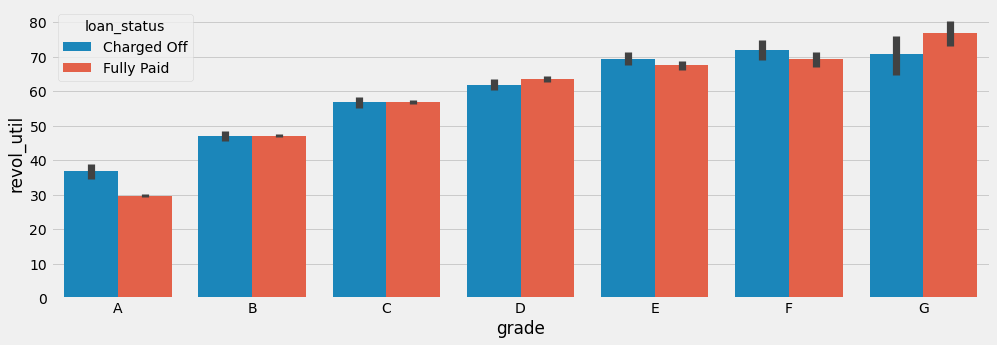 loan_status
Charged Off
Fully Paid
revol_util
80
70
60
50
40
30
20
10
0
A B C D E F G
grade